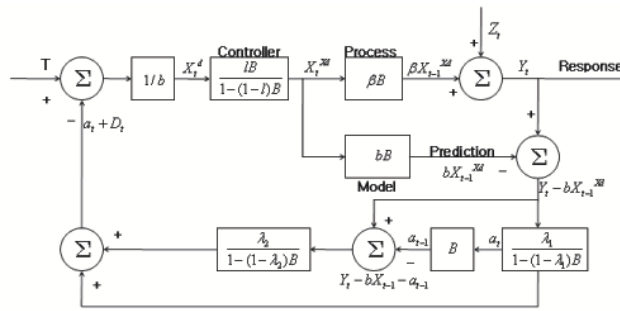 Z_t
T + Σ 1/b X_t^d Controller lB / 1-(1-l)B X_t^{Xd} Process βB βX_{t-1}^{Xd} + Σ + Y_t Response
− a_t + D_t
bB Prediction bX_{t-1}^{Xd} − Σ +
Model
Y_t − bX_{t-1}^{Xd}
+ Σ + λ_2 / 1-(1-λ_2)B Σ + a_{t-1} − B a_t λ_1 / 1-(1-λ_1)B
Y_t − bX_{t-1} − a_{t-1}
+ +